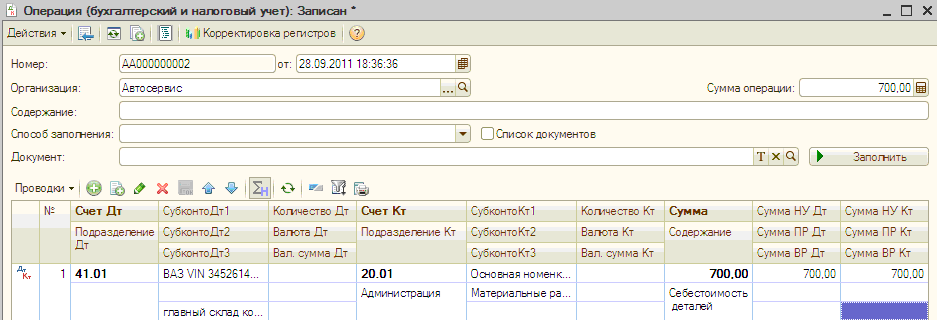 Операция (бухгалтерский и налоговый учет): Записан *
Действия Корректировка регистров
Номер: АА000000002 от: 28.09.2011 18:36:36
Организация: Автосервис ... Сумма операции: 700,00
Содержание:
Способ заполнения: Список документов
Документ: T Заполнить
Проводки
№ Счет Дт СубконтоДт1 Количество Дт Счет Кт СубконтоКт1 Количество Кт Сумма Сумма НУ Дт Сумма НУ Кт
Подразделение Дт СубконтоДт2 Валюта Дт Подразделение Кт СубконтоКт2 Валюта Кт Содержание Сумма ПР Дт Сумма ПР Кт
СубконтоДт3 Вал. сумма Дт СубконтоКт3 Вал. сумма Кт Сумма ВР Дт Сумма ВР Кт
Дт Кт 1 41.01 ВАЗ VIN 3452614... 20.01 Основная номенк... 700,00 700,00 700,00
Администрация Материальные ра... Себестоимость
главный склад ко... деталей